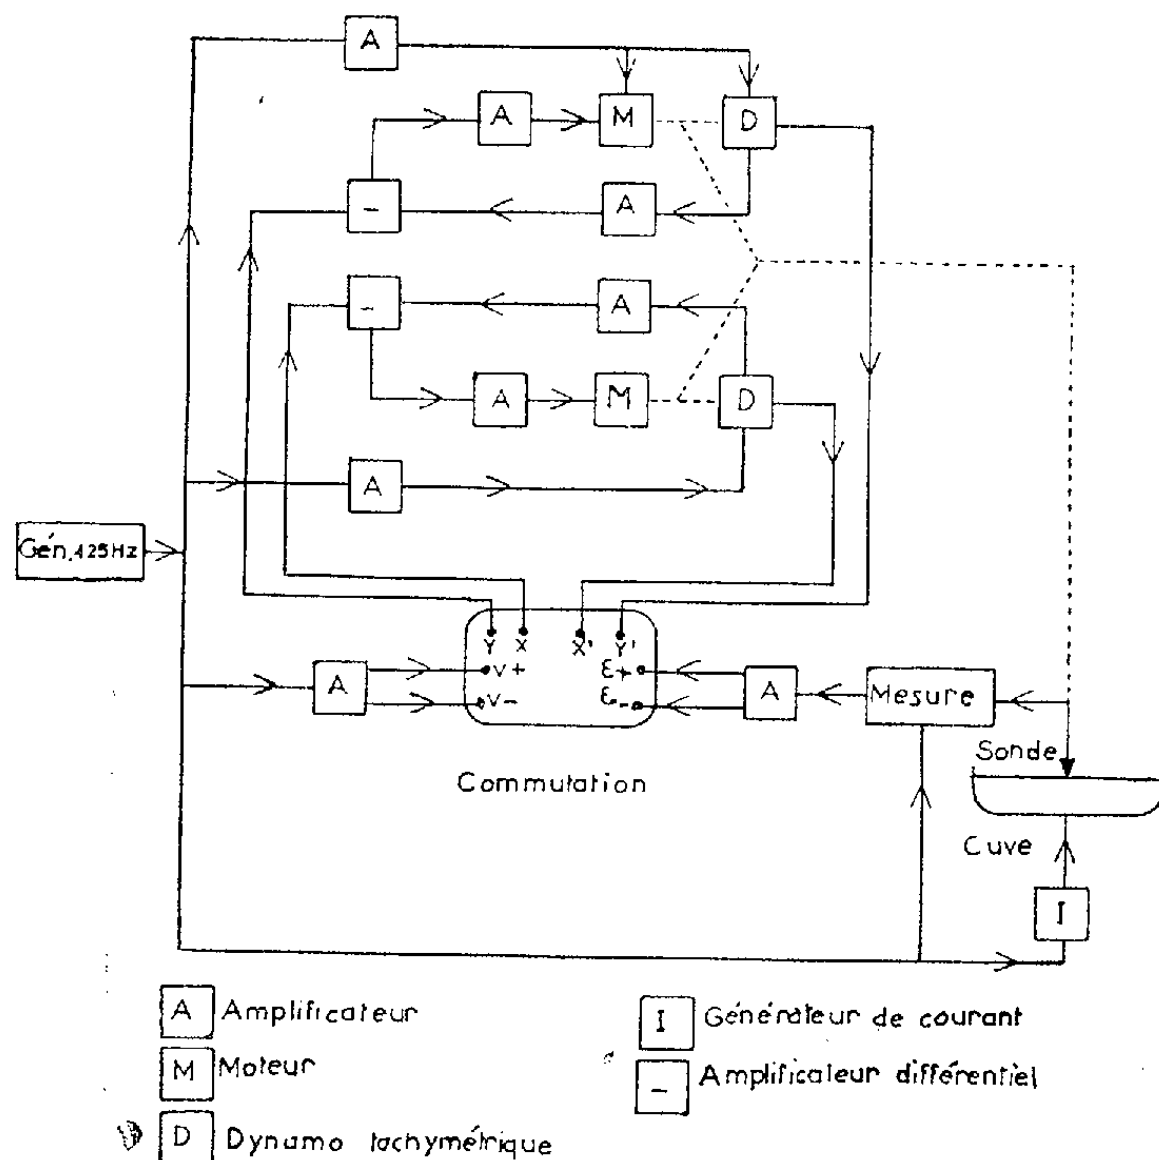 A
A M D
- A
- A
A M D
A
Gén. 425Hz
Y X X' Y'
A V+ Ɛ+ A Mesure
V- Ɛ-
Sonde
Commutation
Cuve
I
A Amplificateur
I Générateur de courant
M Moteur
- Amplificateur différentiel
D Dynamo tachymétrique